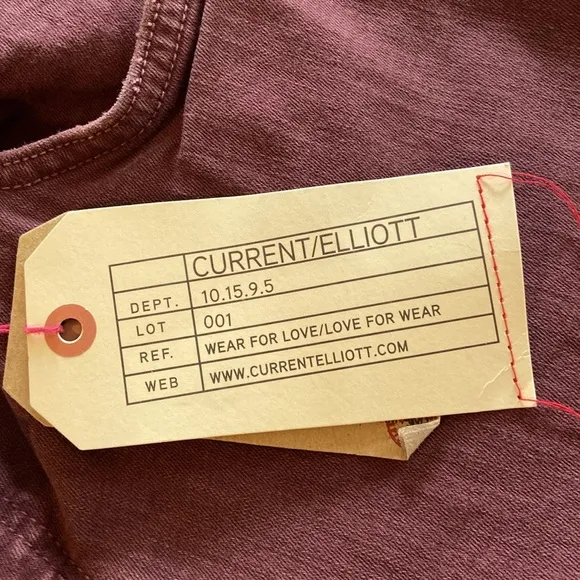 CURRENT/ELLIOTT
DEPT. 10.15.9.5
LOT 001
REF. WEAR FOR LOVE/LOVE FOR WEAR
WEB WWW.CURRENTELLIOTT.COM